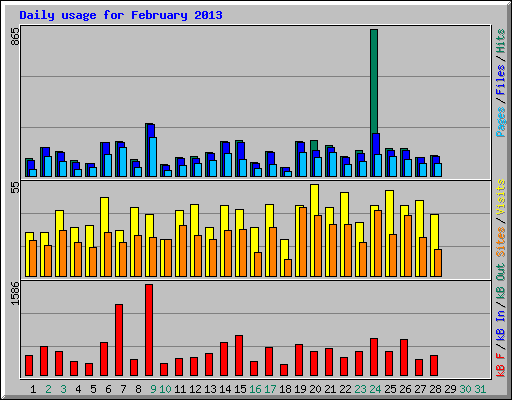 Daily usage for February 2013
865
Pages / Files / Hits
55
Sites / Visits
1586
kB F / kB In / kB Out
1 2 3 4 5 6 7 8 9 10 11 12 13 14 15 16 17 18 19 20 21 22 23 24 25 26 27 28 29 30 31